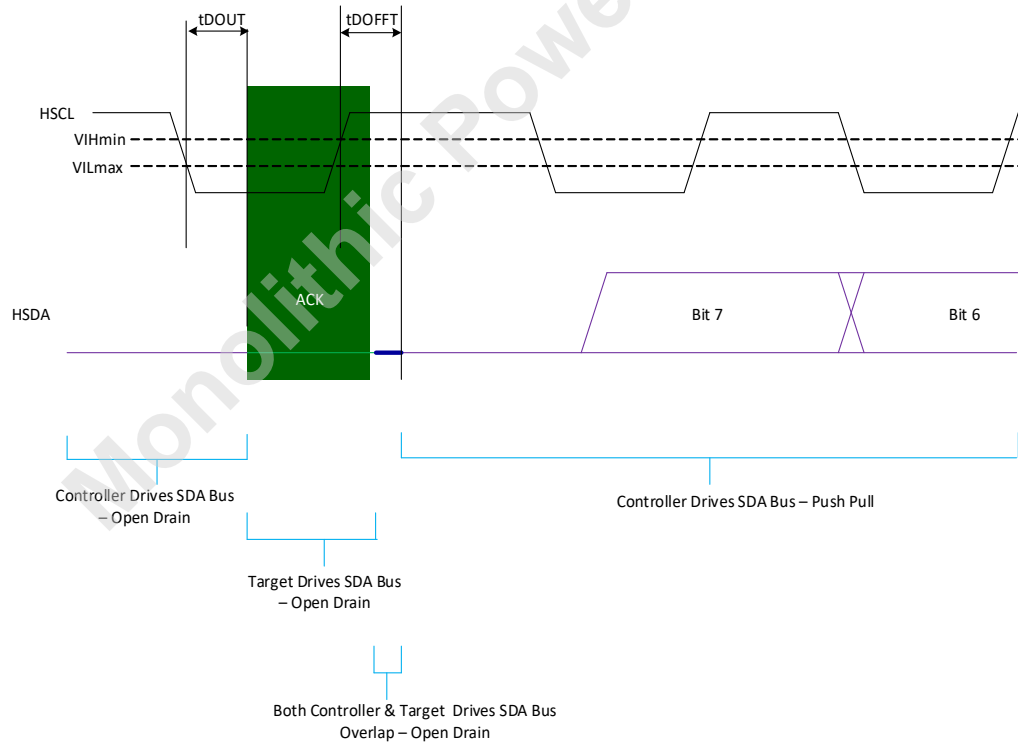 tDOUT
tDOFFT
HSCL
VIHmin
VILmax
ACK
HSDA
Bit 7
Bit 6
Controller Drives SDA Bus
– Open Drain
Controller Drives SDA Bus – Push Pull
Target Drives SDA Bus
– Open Drain
Both Controller & Target Drives SDA Bus
Overlap – Open Drain
Monolithic Power